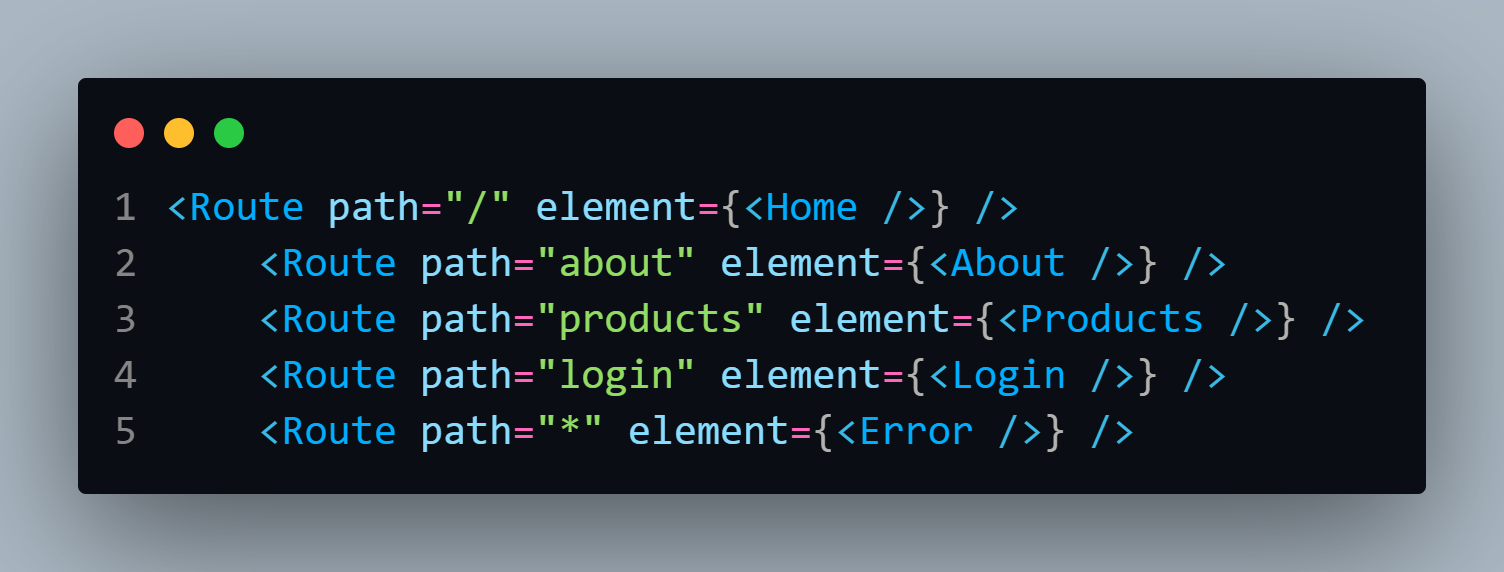 1 <Route path="/" element={<Home />} />
2     <Route path="about" element={<About />} />
3     <Route path="products" element={<Products />} />
4     <Route path="login" element={<Login />} />
5     <Route path="*" element={<Error />} />